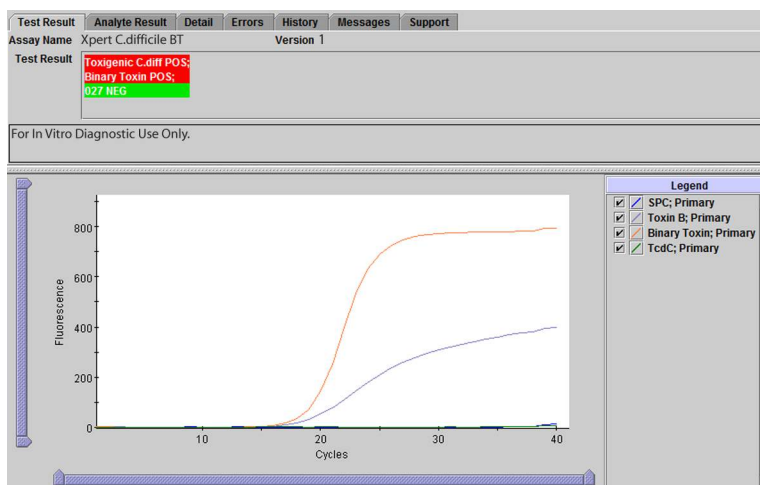 Test Result Analyte Result Detail Errors History Messages Support
Assay Name Xpert C.difficile BT Version 1
Test Result Toxigenic C.diff POS;
Binary Toxin POS;
027 NEG
For In Vitro Diagnostic Use Only.
Legend
SPC; Primary
Toxin B; Primary
Binary Toxin; Primary
TcdC; Primary
Fluorescence
800
600
400
200
0
10 20 30 40
Cycles